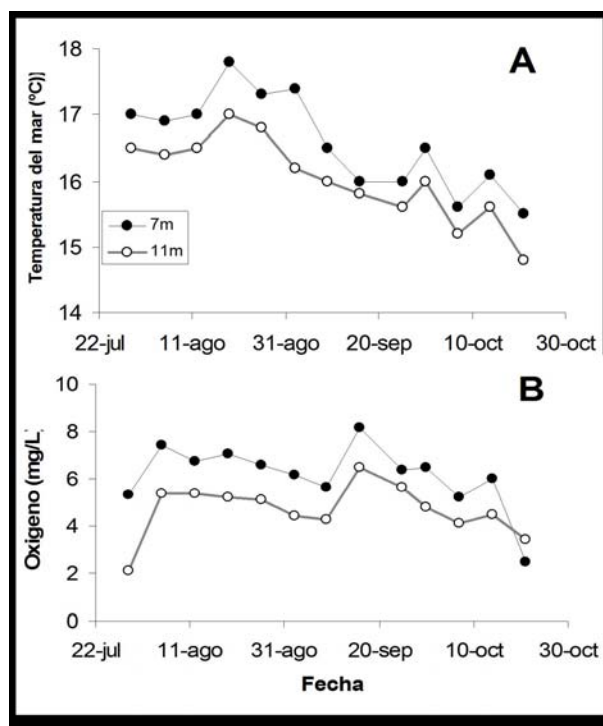 A
Temperatura del mar (ºC)
18
17
16
15
14
7m
11m
22-jul 11-ago 31-ago 20-sep 10-oct 30-oct
B
Oxigeno (mg/L)
10
8
6
4
2
0
22-jul 11-ago 31-ago 20-sep 10-oct 30-oct
Fecha